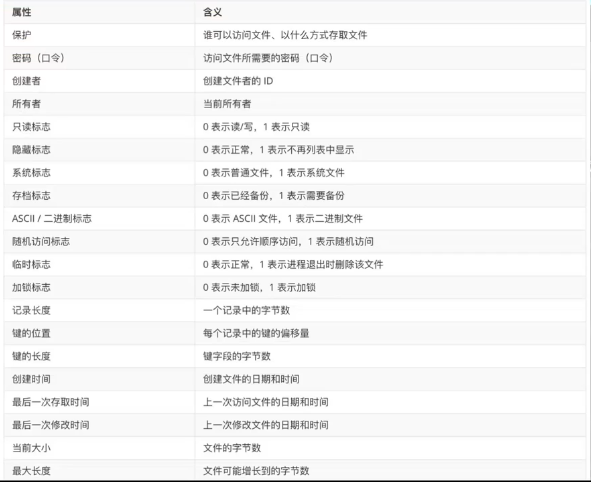 属性 含义
保护 谁可以访问文件、以什么方式存取文件
密码（口令） 访问文件所需要的密码（口令）
创建者 创建文件者的 ID
所有者 当前所有者
只读标志 0 表示读/写，1 表示只读
隐藏标志 0 表示正常，1 表示不再列表中显示
系统标志 0 表示普通文件，1 表示系统文件
存档标志 0 表示已经备份，1 表示需要备份
ASCII / 二进制标志 0 表示 ASCII 文件，1 表示二进制文件
随机访问标志 0 表示只允许顺序访问，1 表示随机访问
临时标志 0 表示正常，1 表示进程退出时删除该文件
加锁标志 0 表示未加锁，1 表示加锁
记录长度 一个记录中的字节数
键的位置 每个记录中的键的偏移量
键的长度 键字段的字节数
创建时间 创建文件的日期和时间
最后一次存取时间 上一次访问文件的日期和时间
最后一次修改时间 上一次修改文件的日期和时间
当前大小 文件的字节数
最大长度 文件可能增长到的字节数